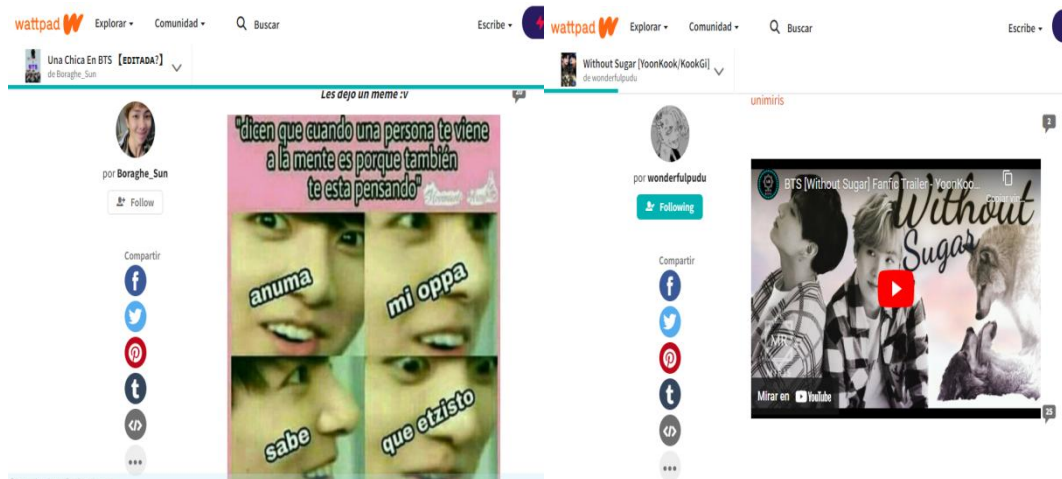 wattpad
Explorar
Comunidad
Buscar
Escribe
Una Chica En BTS【EDITADA?】
de Boraghe_Sun
Les dejo un meme :v
por Boraghe_Sun
Follow
Compartir
"dicen que cuando una persona te viene
a la mente es porque también
te esta pensando"
anuma
mi oppa
sabe
que etzisto
wattpad
Explorar
Comunidad
Buscar
Escribe
Without Sugar [YoonKook/KookGi]
de wonderfulpudu
unimiris
2
por wonderfulpudu
Following
Compartir
BTS [Without Sugar] Fanfic Trailer - YoonKoo...
Without
Sugar
Mirar en YouTube
25